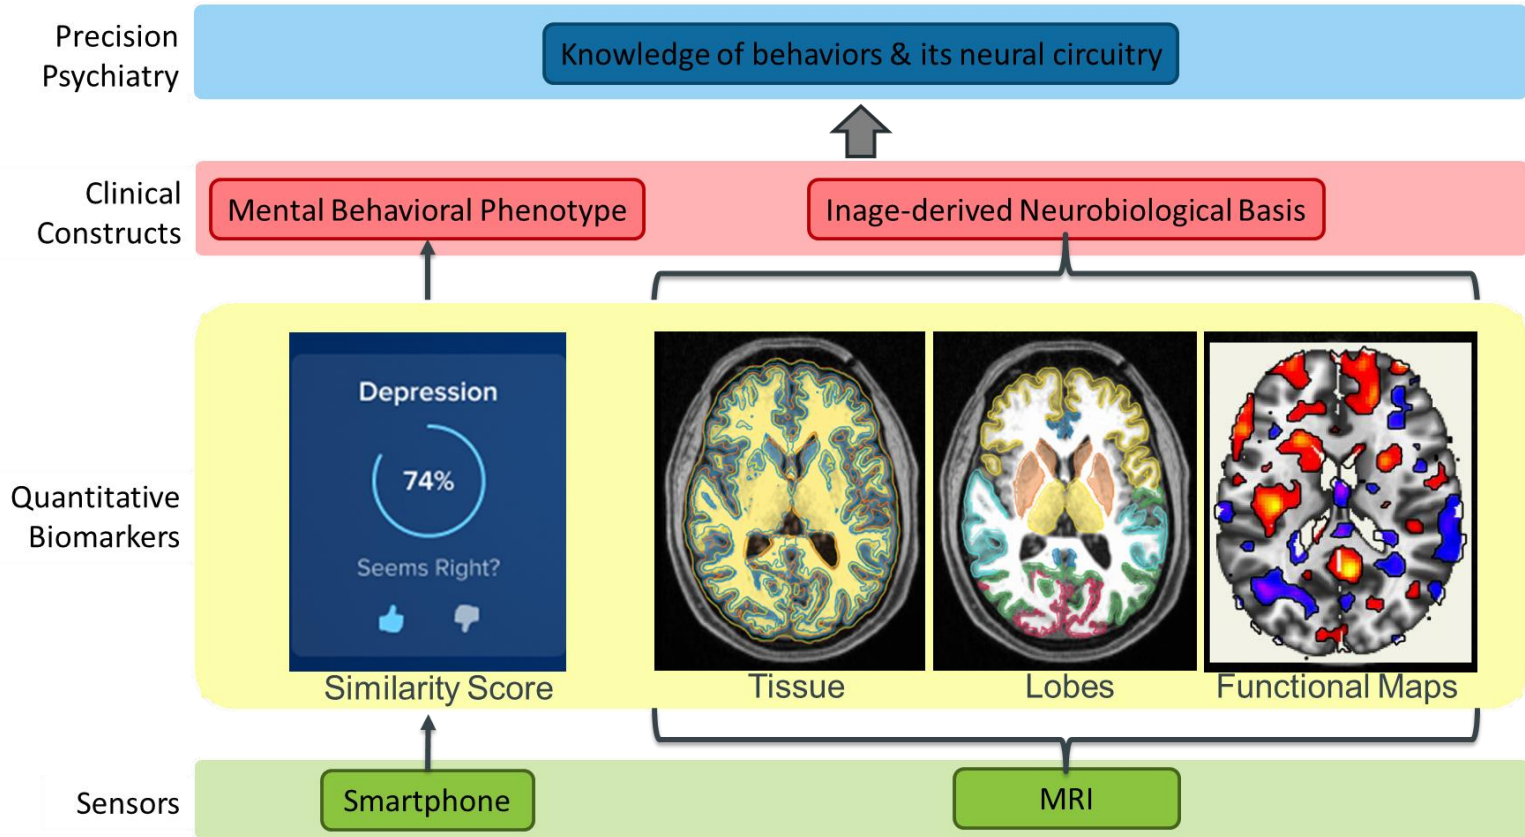 Precision
Psychiatry
Knowledge of behaviors & its neural circuitry
Clinical
Constructs
Mental Behavioral Phenotype
Inage-derived Neurobiological Basis
Quantitative
Biomarkers
Depression
74%
Seems Right?
Similarity Score
Tissue
Lobes
Functional Maps
Sensors
Smartphone
MRI